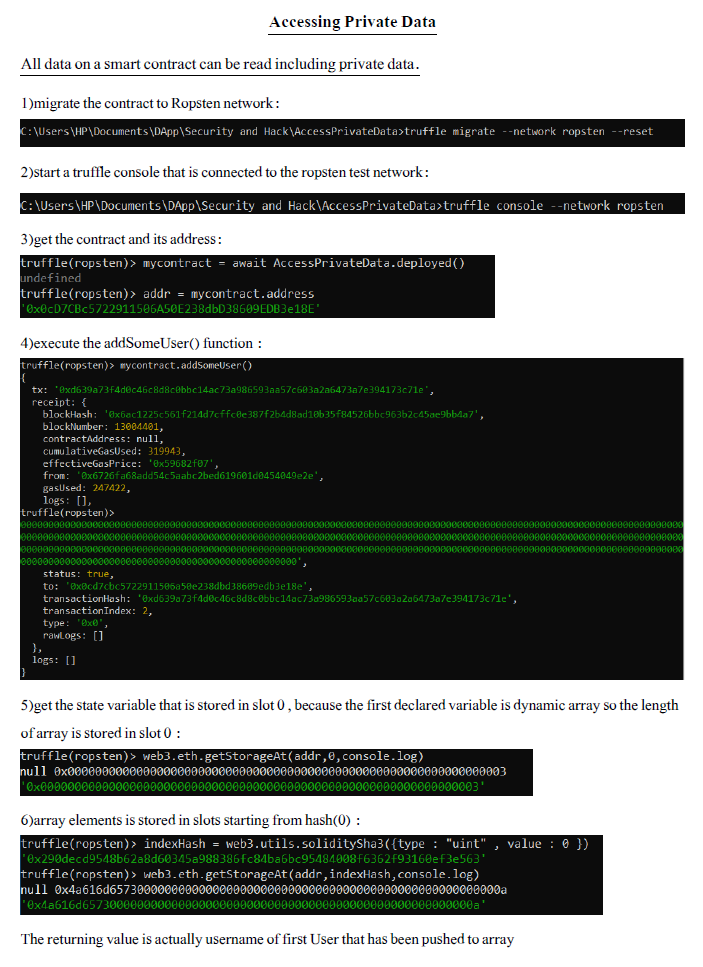 Accessing Private Data
All data on a smart contract can be read including private data.
1)migrate the contract to Ropsten network:
C:\Users\HP\Documents\DApp\Security and Hack\AccessPrivateData>truffle migrate --network ropsten --reset
2)start a truffle console that is connected to the ropsten test network:
C:\Users\HP\Documents\DApp\Security and Hack\AccessPrivateData>truffle console --network ropsten
3)get the contract and its address:
truffle(ropsten)> mycontract = await AccessPrivateData.deployed()
undefined
truffle(ropsten)> addr = mycontract.address
'0x0cD7CBc5722911506A50E238dbD38609EDB3e1BE'
4)execute the addSomeUser() function :
truffle(ropsten)> mycontract.addSomeUser()
{
tx: '0xd639a73f4d0c46c8d8c0bbc14ac73a986593aa57c603a2a6473a7e394173c71e',
receipt: {
blockHash: '0x6ac1225c561f214d7cffc0e387f2b4d8ad10b35f84526bbc963b2c45ae9bb4a7',
blockNumber: 13004401,
contractAddress: null,
cumulativeGasUsed: 319943,
effectiveGasPrice: '0x59682f07',
from: '0x6726fa68add54c5aabc2bed619601d0454049e2e',
gasUsed: 247422,
logs: [],
truffle(ropsten)>
status: true,
to: '0x0cd7cbc5722911506a50e238dbd38609edb3e18e',
transactionHash: '0xd639a73f4d0c46c8d8c0bbc14ac73a986593aa57c603a2a6473a7e394173c71e',
transactionIndex: 2,
type: '0x0',
rawLogs: []
},
logs: []
}
5)get the state variable that is stored in slot 0 , because the first declared variable is dynamic array so the length
of array is stored in slot 0 :
truffle(ropsten)> web3.eth.getStorageAt(addr,0,console.log)
null 0x0000000000000000000000000000000000000000000000000000000000000003
'0x0000000000000000000000000000000000000000000000000000000000000003'
6)array elements is stored in slots starting from hash(0) :
truffle(ropsten)> indexHash = web3.utils.soliditySha3({type : "uint" , value : 0 })
'0x290decd9548b62a8d60345a988386fc84ba6bc95484008f6362f93160ef3e563'
truffle(ropsten)> web3.eth.getStorageAt(addr,indexHash,console.log)
null 0x4a616d657300000000000000000000000000000000000000000000000000000a
'0x4a616d657300000000000000000000000000000000000000000000000000000a'
The returning value is actually username of first User that has been pushed to array